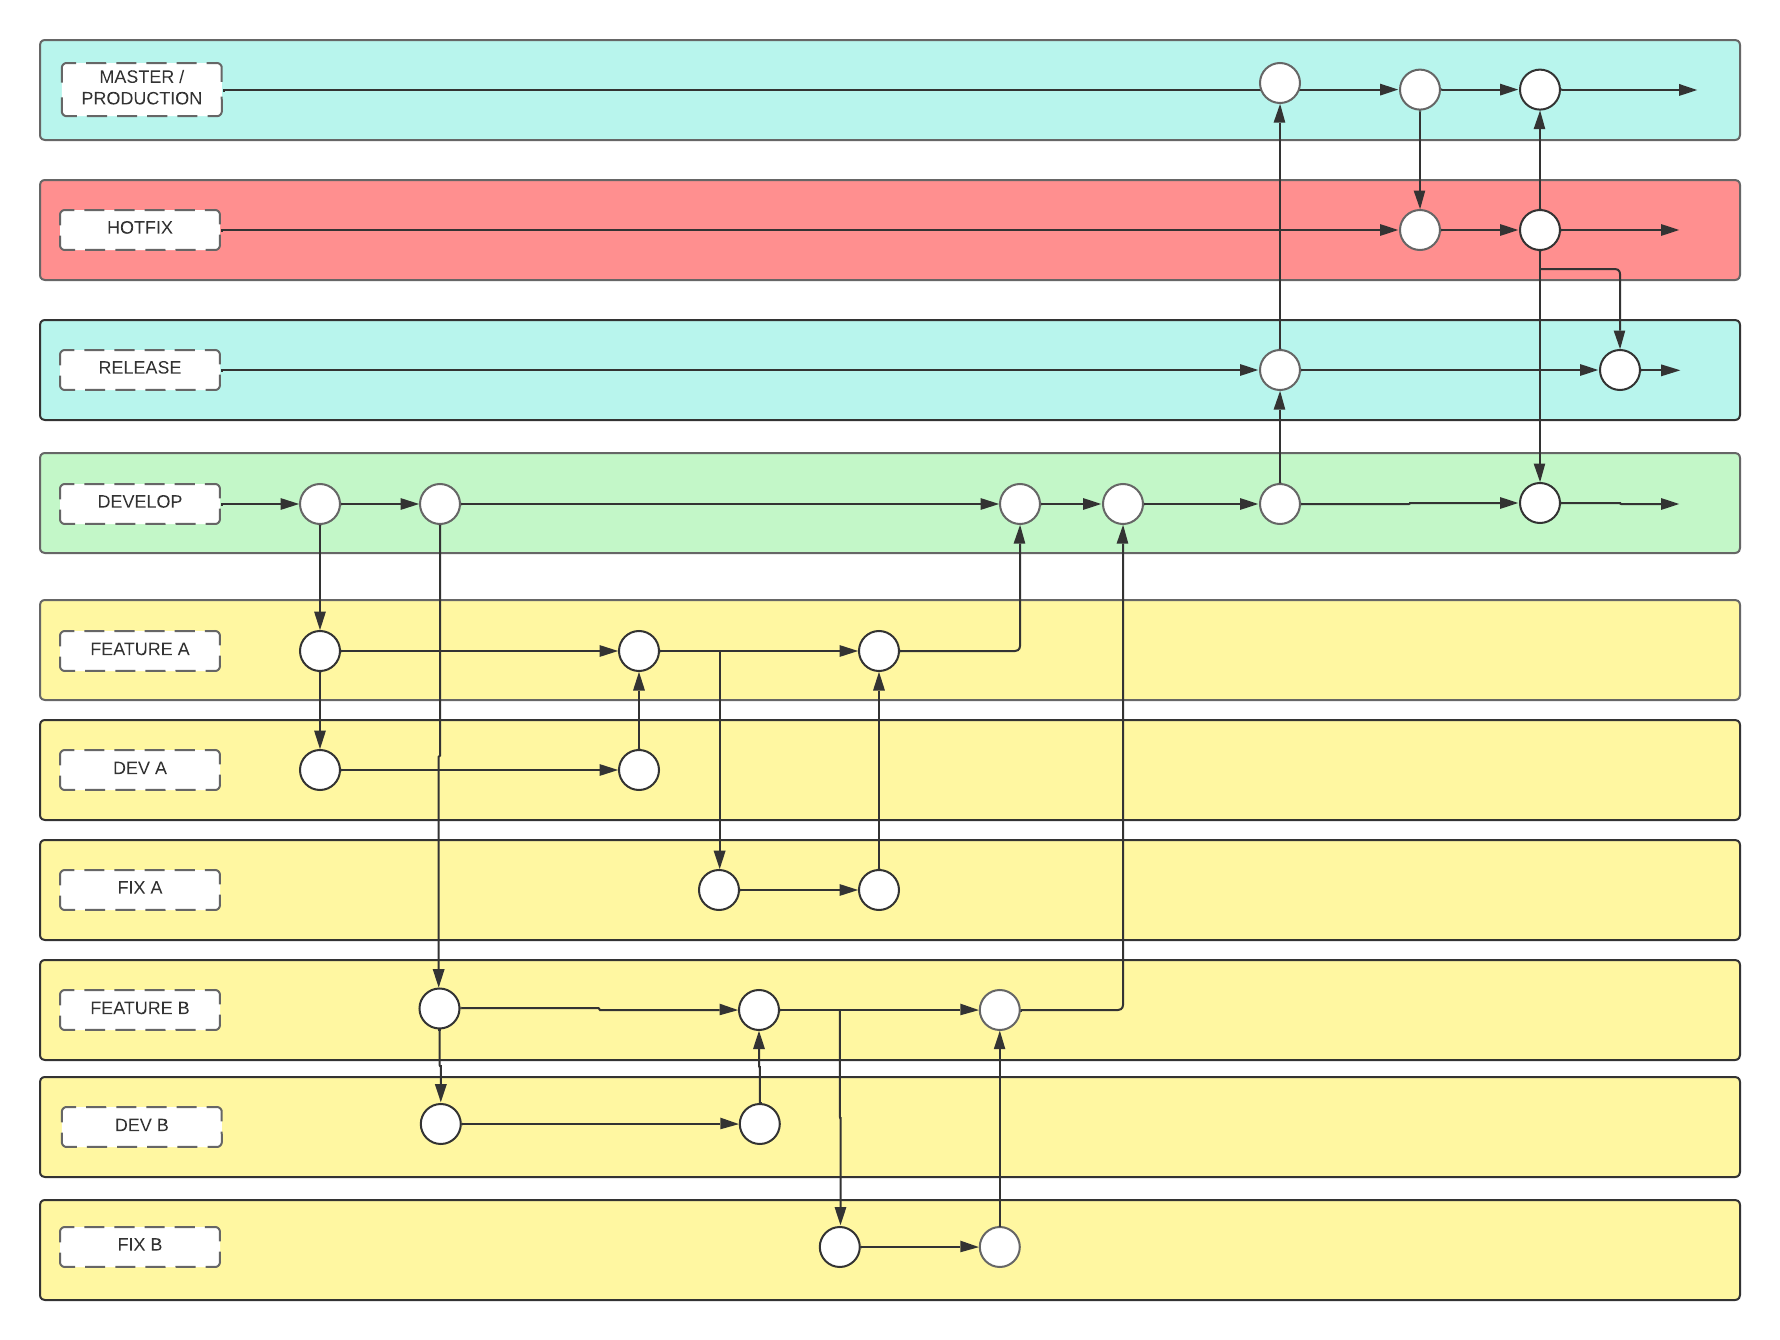 MASTER /
PRODUCTION
HOTFIX
RELEASE
DEVELOP
FEATURE A
DEV A
FIX A
FEATURE B
DEV B
FIX B